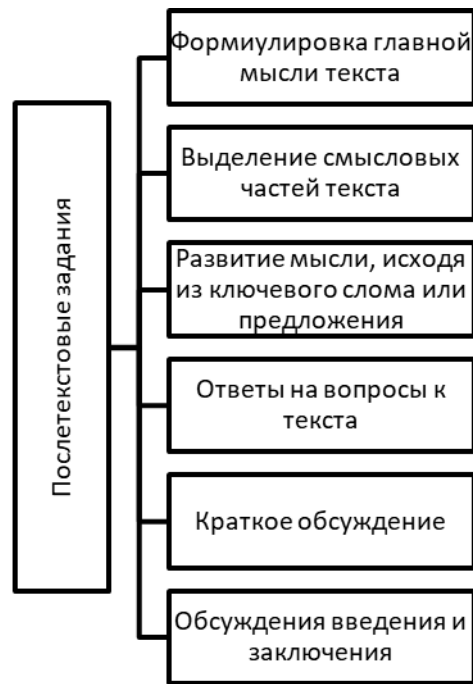 Послетекстовые задания
Формиулировка главной
мысли текста
Выделение смысловых
частей текста
Развитие мысли, исходя
из ключевого слома или
предложения
Ответы на вопросы к
текста
Краткое обсуждение
Обсуждения введения и
заключения